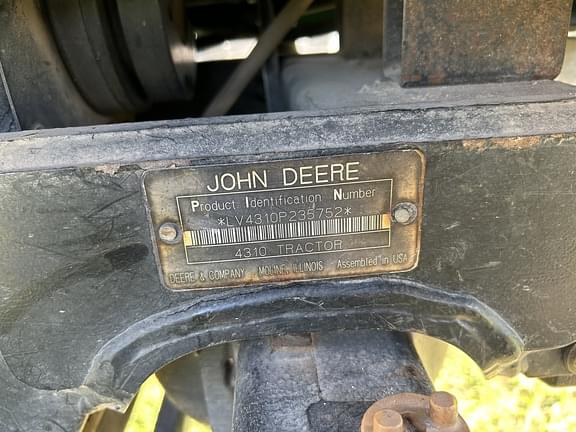 JOHN DEERE
Product Identification Number
*LV4310P235752*
4310 TRACTOR
DEERE & COMPANY MOLINE, ILLINOIS Assembled in USA